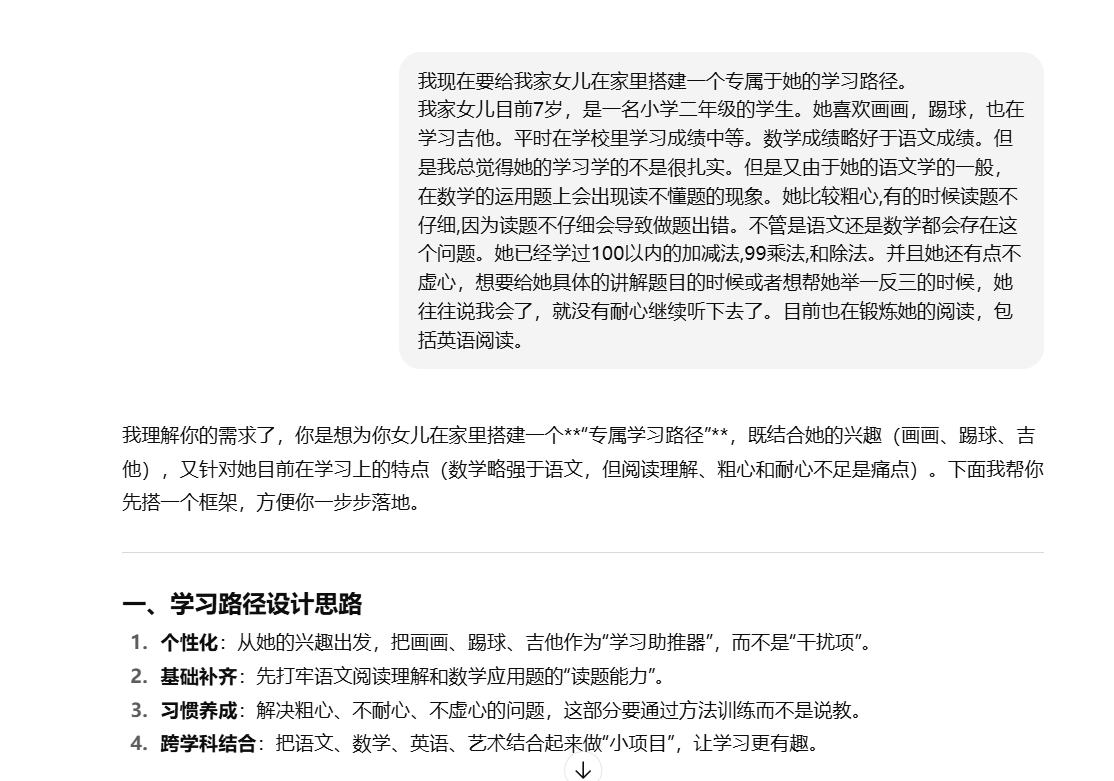 我现在要给我家女儿在家里搭建一个专属于她的学习路径。
我家女儿目前7岁，是一名小学二年级的学生。她喜欢画画，踢球，也在
学习吉他。平时在学校里学习成绩中等。数学成绩略好于语文成绩。但
是我总觉得她的学习学的不是很扎实。但是又由于她的语文学的一般，
在数学的运用题上会出现读不懂题的现象。她比较粗心,有的时候读题不
仔细,因为读题不仔细会导致做题出错。不管是语文还是数学都会存在这
个问题。她已经学过100以内的加减法,99乘法,和除法。并且她还有点不
虚心，想要给她具体的讲解题目的时候或者想帮她举一反三的时候，她
往往说我会了，就没有耐心继续听下去了。目前也在锻炼她的阅读，包
括英语阅读。
我理解你的需求了，你是想为你女儿在家里搭建一个**“专属学习路径”**，既结合她的兴趣（画画、踢球、吉
他），又针对她目前在学习上的特点（数学略强于语文，但阅读理解、粗心和耐心不足是痛点）。下面我帮你
先搭一个框架，方便你一步步落地。
一、学习路径设计思路
1. 个性化：从她的兴趣出发，把画画、踢球、吉他作为“学习助推器”，而不是“干扰项”。
2. 基础补齐：先打牢语文阅读理解和数学应用题的“读题能力”。
3. 习惯养成：解决粗心、不耐心、不虚心的问题，这部分要通过方法训练而不是说教。
4. 跨学科结合：把语文、数学、英语、艺术结合起来做“小项目”，让学习更有趣。